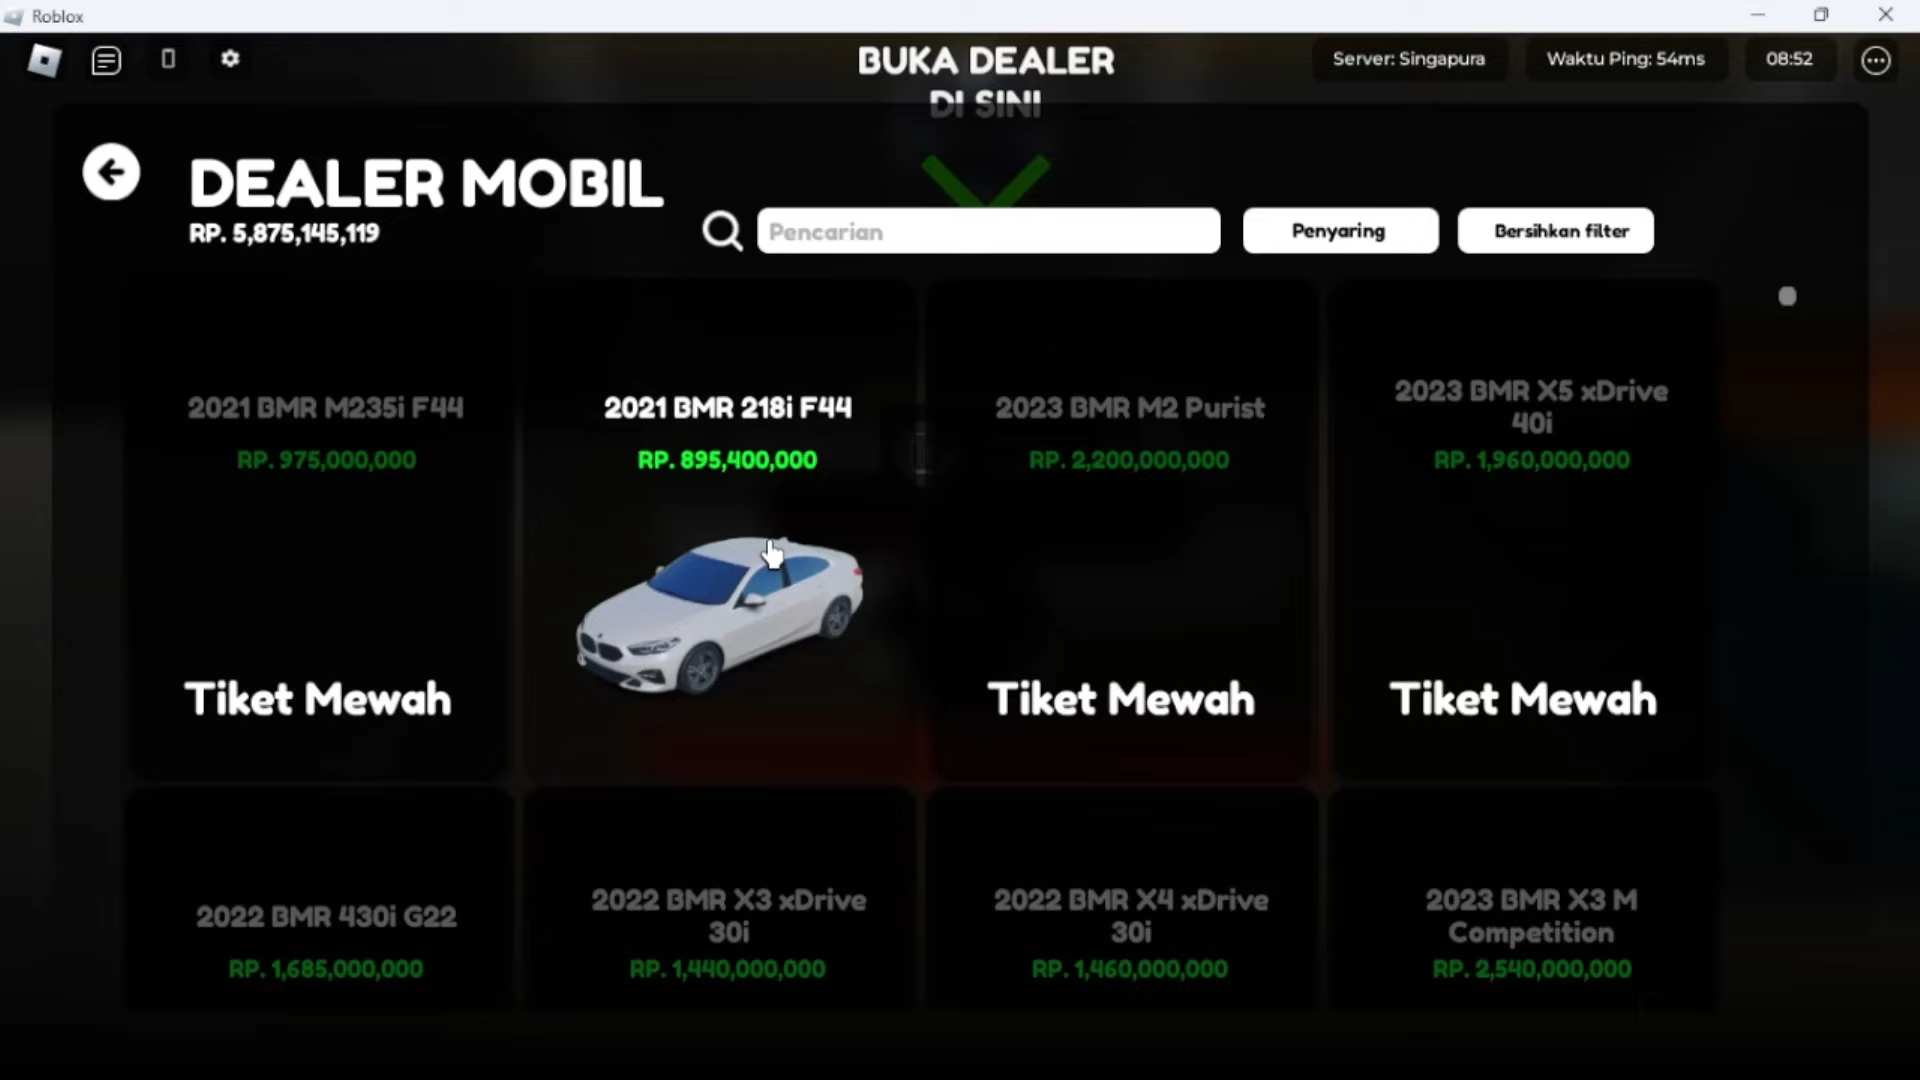 Roblox
BUKA DEALER
DI SINI
Server: Singapura
Waktu Ping: 54ms
08:52
DEALER MOBIL
RP. 5,875,145,119
Pencarian
Penyaring
Bersihkan filter
2021 BMR M235i F44
RP. 975,000,000
Tiket Mewah
2021 BMR 218i F44
RP. 895,400,000
2023 BMR M2 Purist
RP. 2,200,000,000
Tiket Mewah
2023 BMR X5 xDrive
40i
RP. 1,960,000,000
Tiket Mewah
2022 BMR 430i G22
RP. 1,685,000,000
2022 BMR X3 xDrive
30i
RP. 1,440,000,000
2022 BMR X4 xDrive
30i
RP. 1,460,000,000
2023 BMR X3 M
Competition
RP. 2,540,000,000